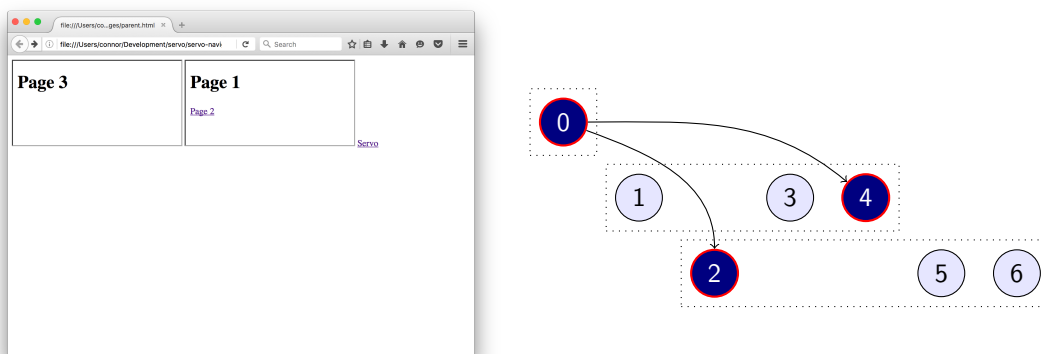 file:///Users/co...ges/parent.html × +
file:///Users/connor/Development/servo/servo-navi
Search
Page 3
Page 1
Page 2
Servo
0
1
3
4
2
5
6